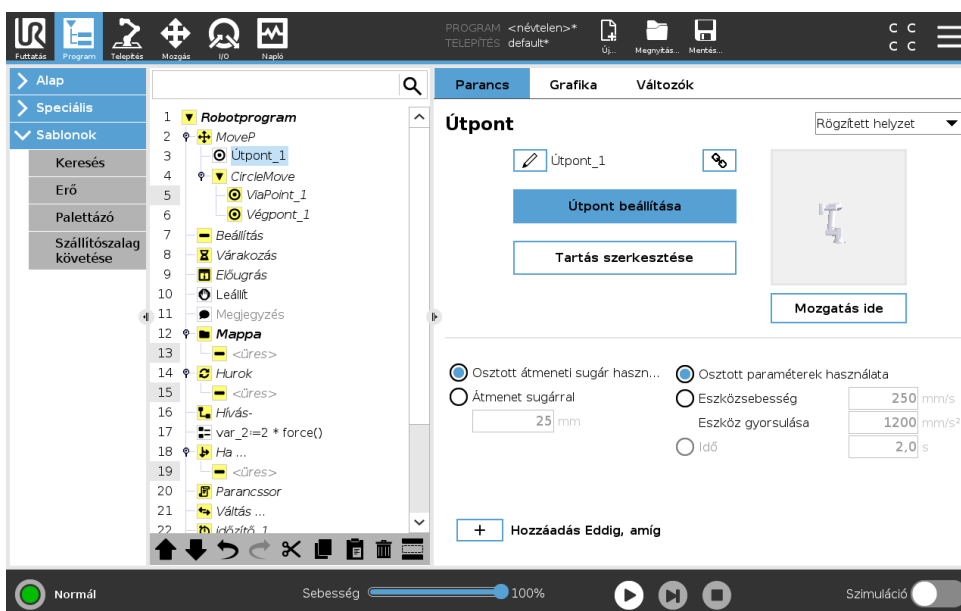 Futtatás
Program
Telepítés
Mozgás
I/O
Napló
PROGRAM <névtelen>*
TELEPÍTÉS default*
Új...
Megnyitás...
Mentés...
C C
C C
Alap
Speciális
Sablonok
Keresés
Erő
Palettázó
Szállítószalag
követése
1 Robotprogram
2 MoveP
3 Útpont_1
4 CircleMove
5 ViaPoint_1
6 Végpont_1
7 Beállítás
8 Várakozás
9 Előugrás
10 Leállít
11 Megjegyzés
12 Mappa
13 <üres>
14 Hurok
15 <üres>
16 Hívás-
17 var_2≔2 * force()
18 Ha ...
19 <üres>
20 Parancssor
21 Váltás ...
22 időzítő_1
Parancs
Grafika
Változók
Útpont
Rögzített helyzet
Útpont_1
Útpont beállítása
Tartás szerkesztése
Mozgatás ide
Osztott átmeneti sugár haszn...
Átmenet sugárral
25 mm
Osztott paraméterek használata
Eszközsebesség 250 mm/s
Eszköz gyorsulása 1200 mm/s²
Idő 2,0 s
+ Hozzáadás Eddig, amíg
Normál
Sebesség 100%
Szimuláció